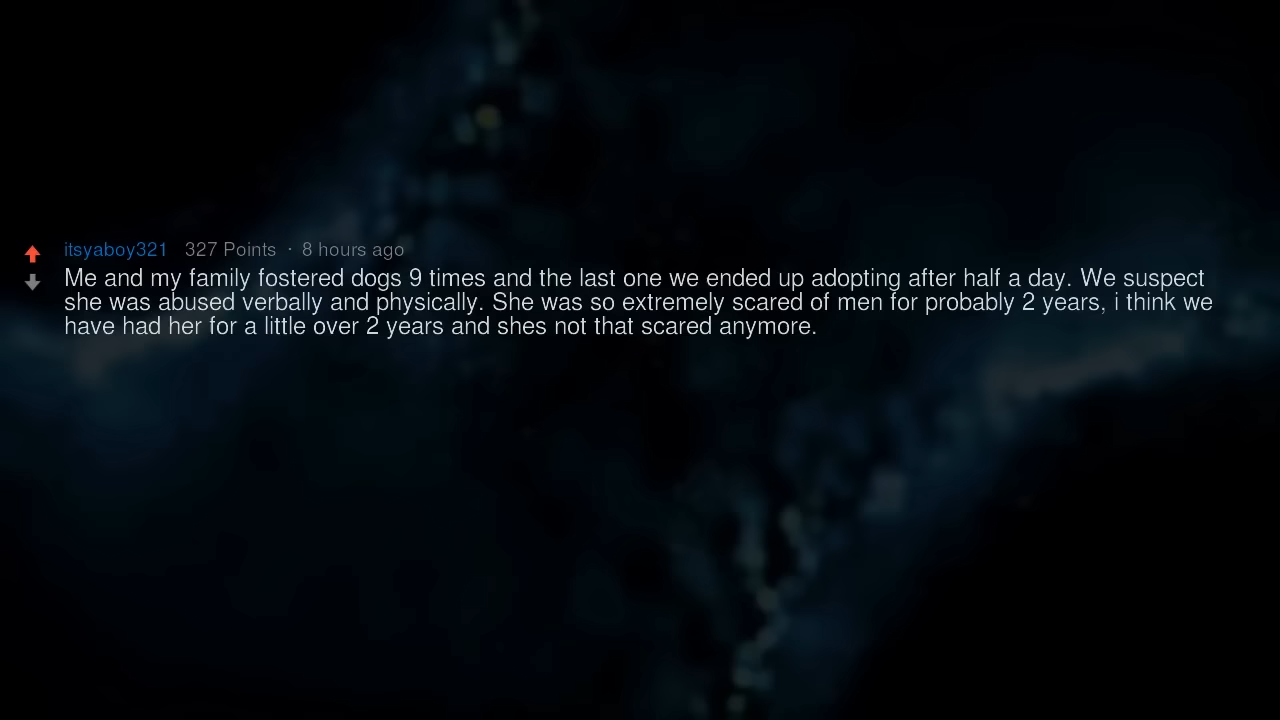 itsyaboy321 327 Points · 8 hours ago
Me and my family fostered dogs 9 times and the last one we ended up adopting after half a day. We suspect
she was abused verbally and physically. She was so extremely scared of men for probably 2 years, i think we
have had her for a little over 2 years and shes not that scared anymore.